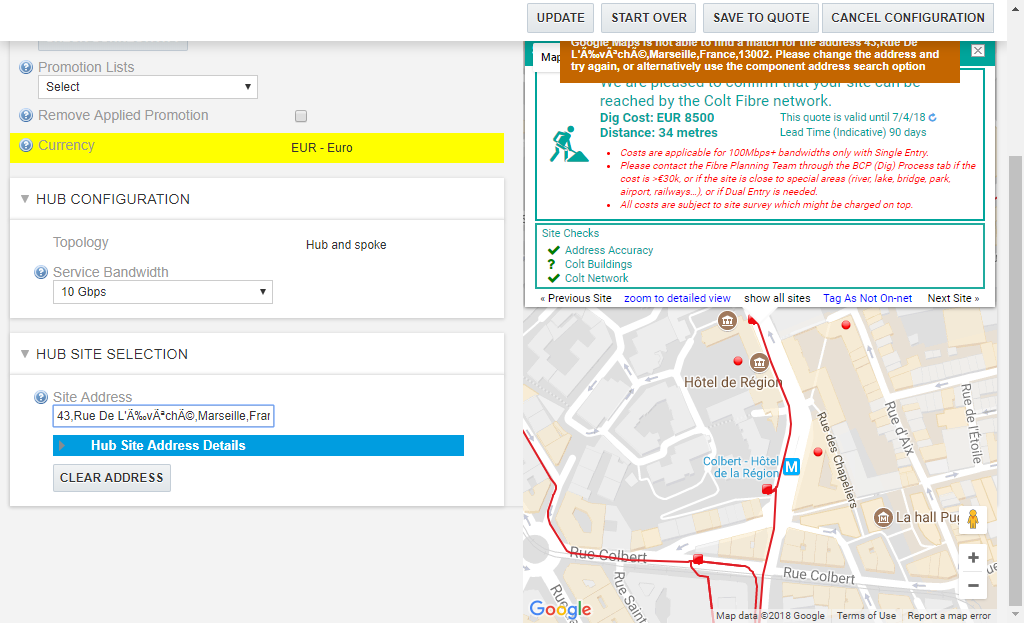 UPDATE
START OVER
SAVE TO QUOTE
CANCEL CONFIGURATION
Promotion Lists
Select
Remove Applied Promotion
Currency
EUR - Euro
HUB CONFIGURATION
Topology
Hub and spoke
Service Bandwidth
10 Gbps
HUB SITE SELECTION
Site Address
43,Rue De L'Ã‰vÃªchÃ©,Marseille,Fran
Hub Site Address Details
CLEAR ADDRESS
Map
Google Maps is not able to find a match for the address 43,Rue De
L'Ã‰vÃªchÃ©,Marseille,France,13002. Please change the address and
try again, or alternatively use the component address search option
We are pleased to confirm that your site can be
reached by the Colt Fibre network.
Dig Cost: EUR 8500
This quote is valid until 7/4/18
Distance: 34 metres
Lead Time (Indicative) 90 days
Costs are applicable for 100Mbps+ bandwidths only with Single Entry.
Please contact the Fibre Planning Team through the BCP (Dig) Process tab if the
cost is >€30k, or if the site is close to special areas (river, lake, bridge, park,
airport, railways...), or if Dual Entry is needed.
All costs are subject to site survey which might be charged on top.
Site Checks
Address Accuracy
? Colt Buildings
Colt Network
« Previous Site
zoom to detailed view
show all sites
Tag As Not On-net
Next Site »
Hôtel de Région
Rue d'Aix
Rue de l'Étoile
Rue des Chapeliers
Colbert - Hôtel
de la Région
M
La hall Pug
Rue Colbert
Rue Colbert
Rue Saint
Rue
+
−
Google
Map data ©2018 Google
Terms of Use
Report a map error